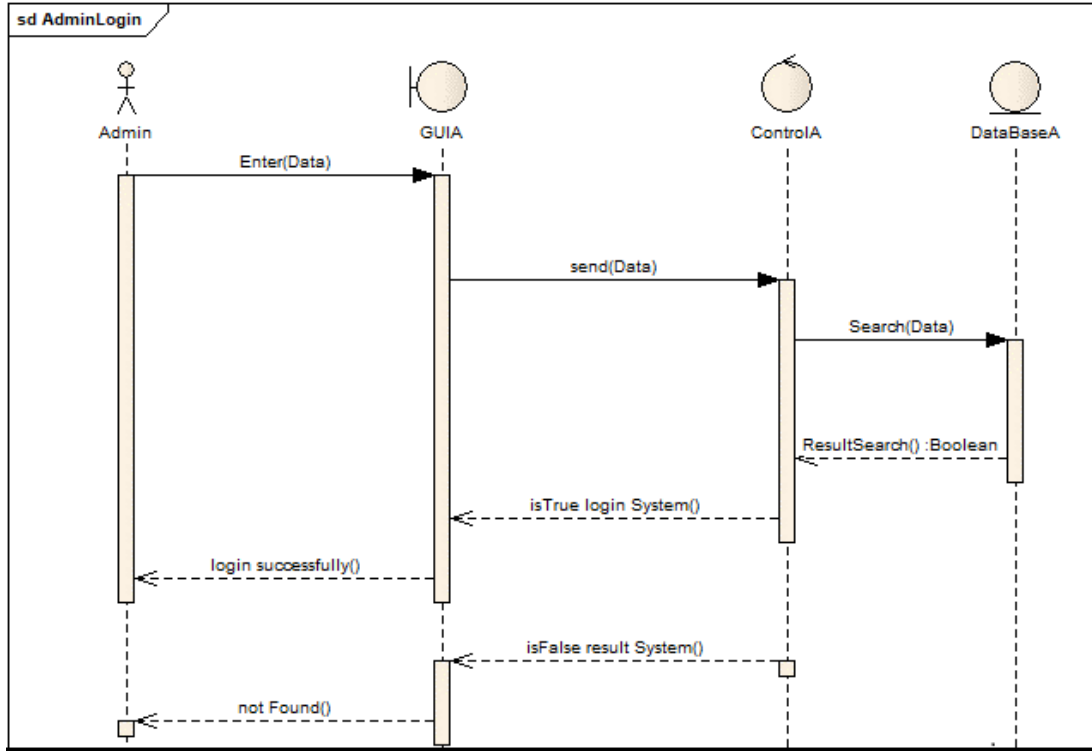 sd AdminLogin
Admin
GUIA
ControlA
DataBaseA
Enter(Data)
send(Data)
Search(Data)
ResultSearch() :Boolean
isTrue login System()
login successfully()
isFalse result System()
not Found()